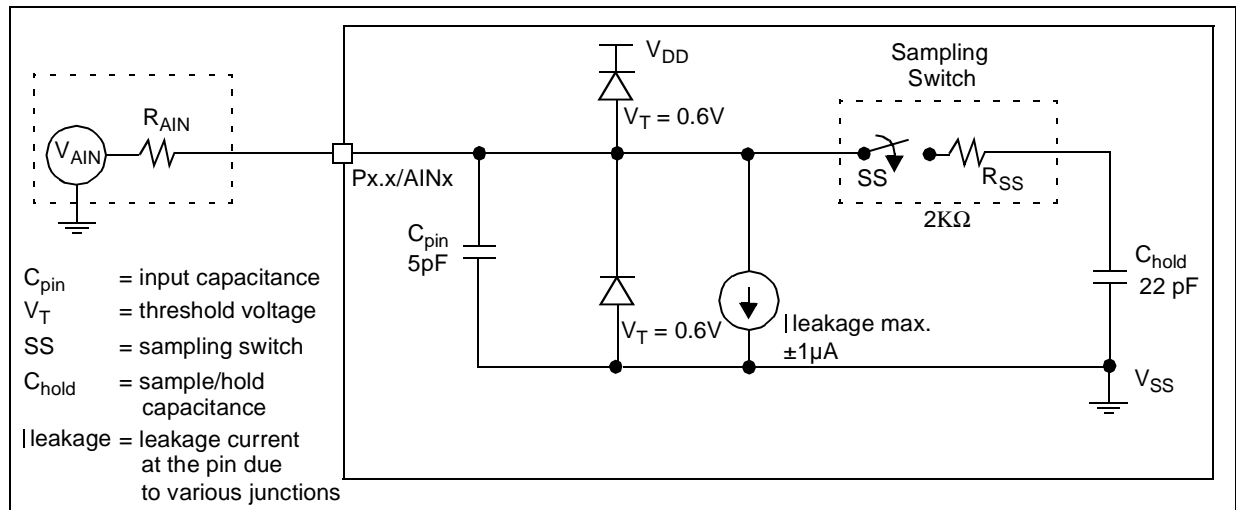 V_DD
Sampling
Switch
R_AIN
V_T = 0.6V
V_AIN
Px.x/AINx
SS
R_SS
2KΩ
C_pin
5pF
C_hold
22 pF
V_T = 0.6V
I leakage max.
±1µA
V_SS
C_pin = input capacitance
V_T = threshold voltage
SS = sampling switch
C_hold = sample/hold
capacitance
I leakage = leakage current
at the pin due
to various junctions